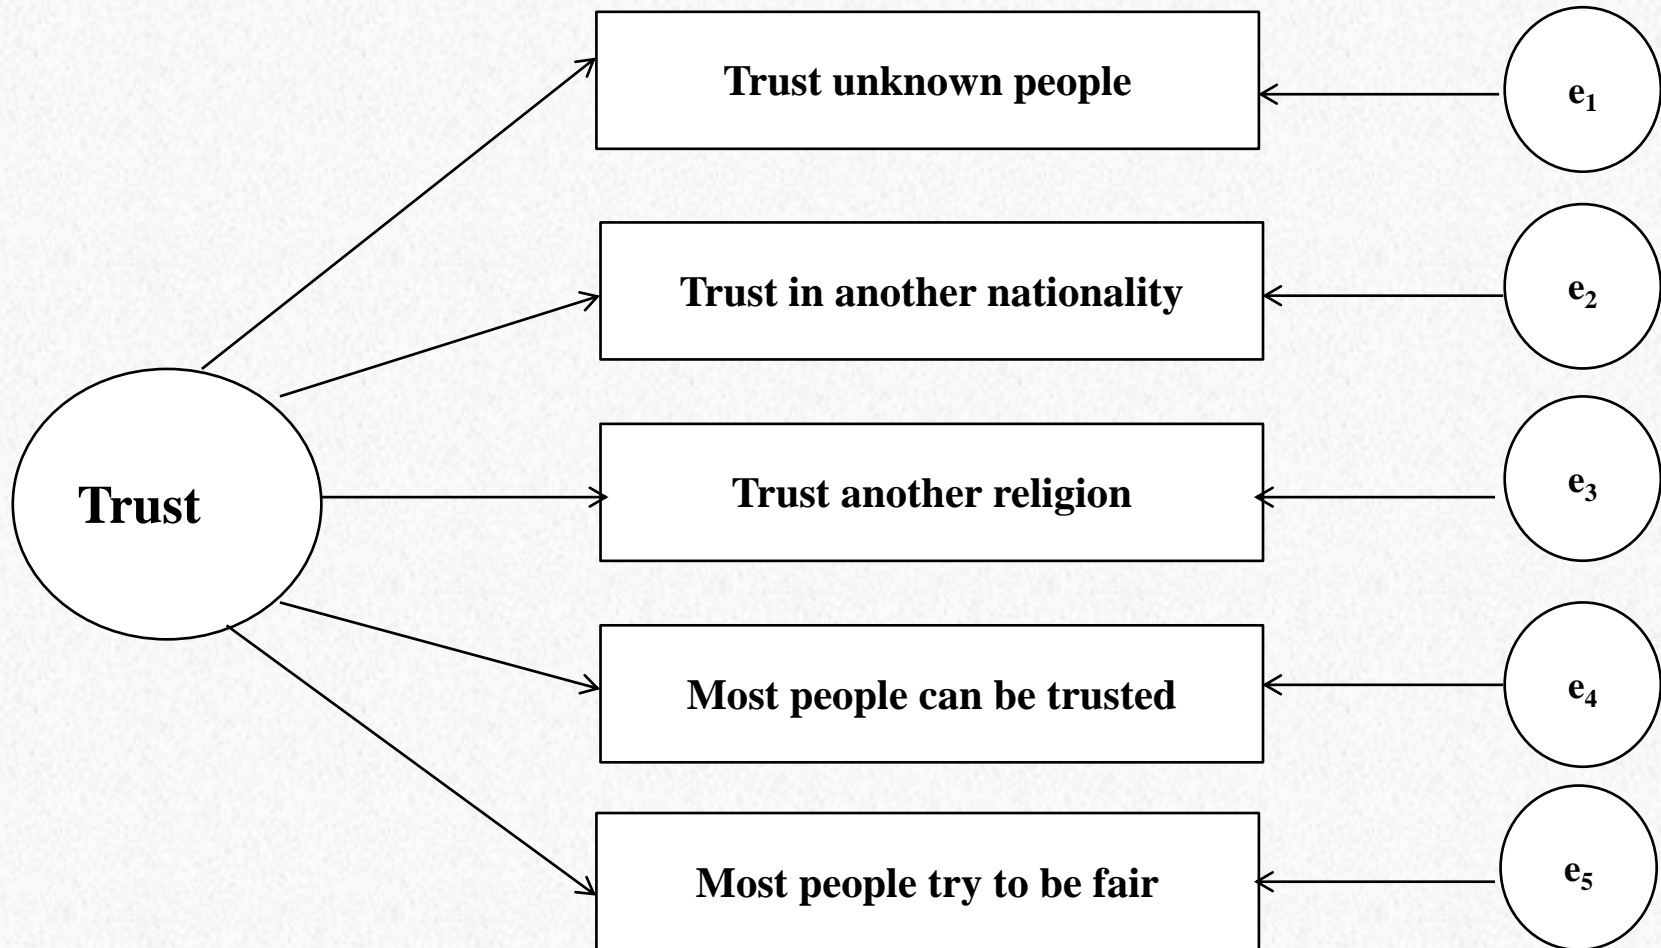 Trust unknown people
e₁
Trust in another nationality
e₂
Trust
Trust another religion
e₃
Most people can be trusted
e₄
Most people try to be fair
e₅